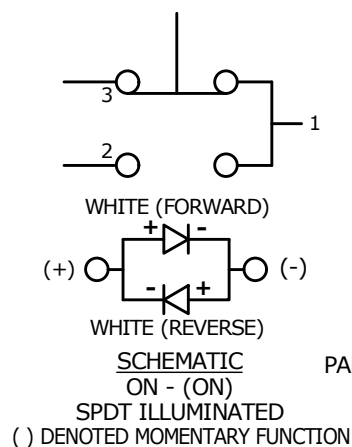 3
1
2
WHITE (FORWARD)
+ -
(+) (-)
- +
WHITE (REVERSE)
SCHEMATIC
ON - (ON)
SPDT ILLUMINATED
( ) DENOTED MOMENTARY FUNCTION
PA